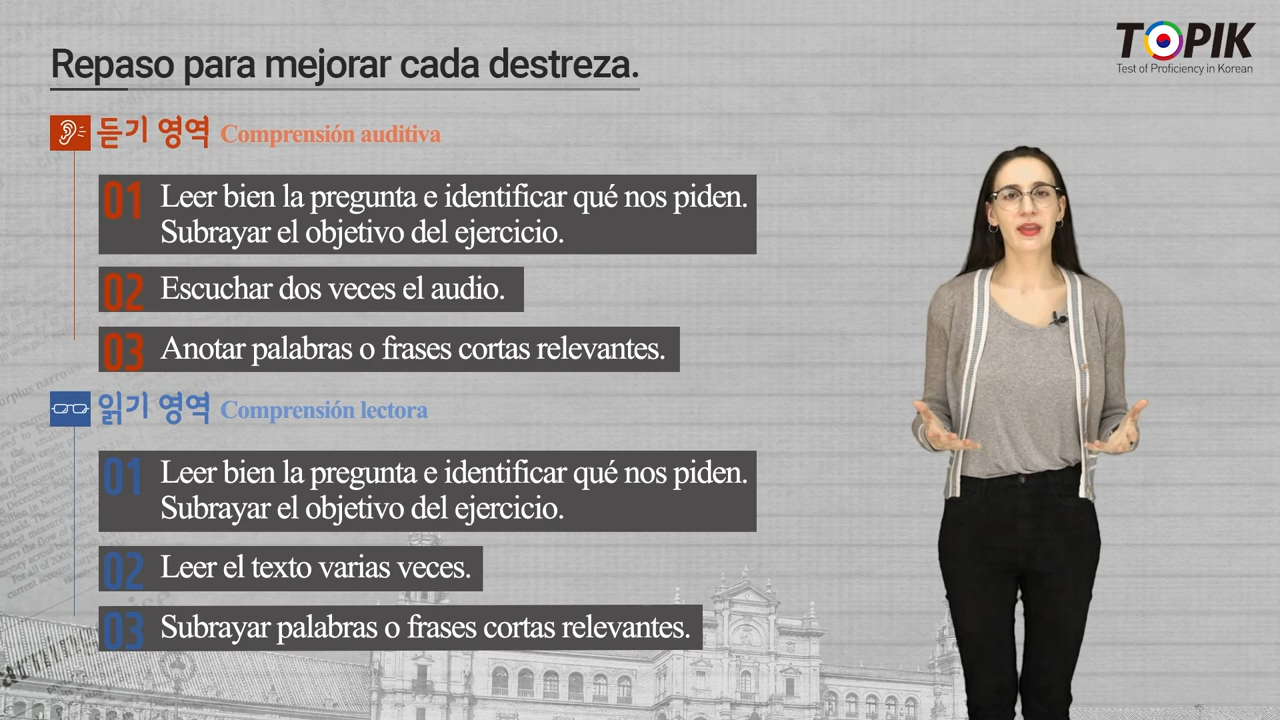 Repaso para mejorar cada destreza.
TOPIK
Test of Proficiency in Korean
듣기 영역 Comprensión auditiva
01 Leer bien la pregunta e identificar qué nos piden.
Subrayar el objetivo del ejercicio.
02 Escuchar dos veces el audio.
03 Anotar palabras o frases cortas relevantes.
읽기 영역 Comprensión lectora
01 Leer bien la pregunta e identificar qué nos piden.
Subrayar el objetivo del ejercicio.
02 Leer el texto varias veces.
03 Subrayar palabras o frases cortas relevantes.